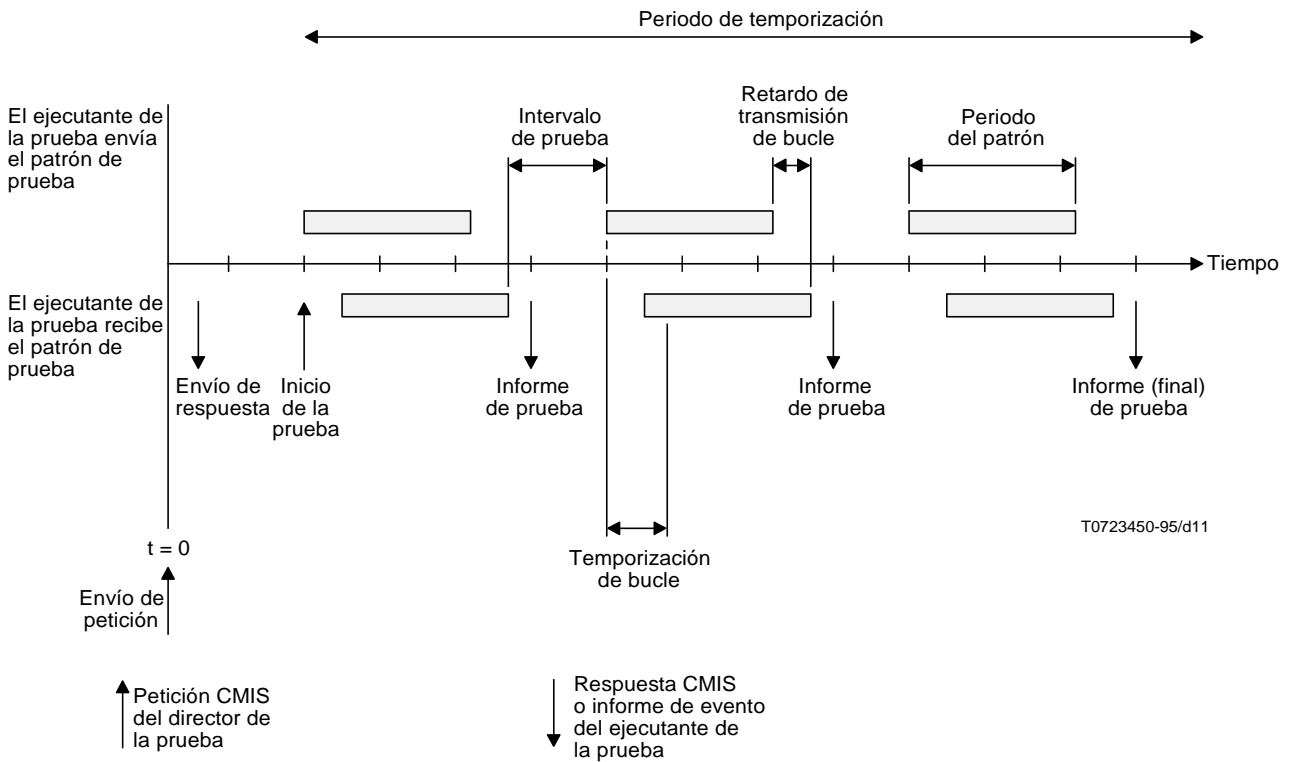 Periodo de temporización
El ejecutante de
la prueba envía
el patrón de
prueba
Intervalo
de prueba
Retardo de
transmisión
de bucle
Periodo
del patrón
Tiempo
El ejecutante de
la prueba recibe
el patrón de
prueba
Envío de
respuesta
Inicio
de la
prueba
Informe
de prueba
Informe
de prueba
Informe (final)
de prueba
T0723450-95/d11
t = 0
Temporización
de bucle
Envío de
petición
Petición CMIS
del director de
la prueba
Respuesta CMIS
o informe de evento
del ejecutante de
la prueba